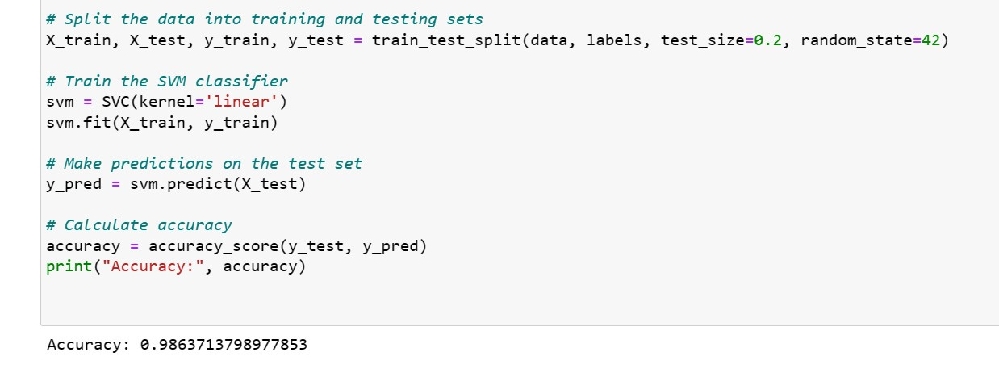 # Split the data into training and testing sets
X_train, X_test, y_train, y_test = train_test_split(data, labels, test_size=0.2, random_state=42)
# Train the SVM classifier
svm = SVC(kernel='linear')
svm.fit(X_train, y_train)
# Make predictions on the test set
y_pred = svm.predict(X_test)
# Calculate accuracy
accuracy = accuracy_score(y_test, y_pred)
print("Accuracy:", accuracy)
Accuracy: 0.9863713798977853